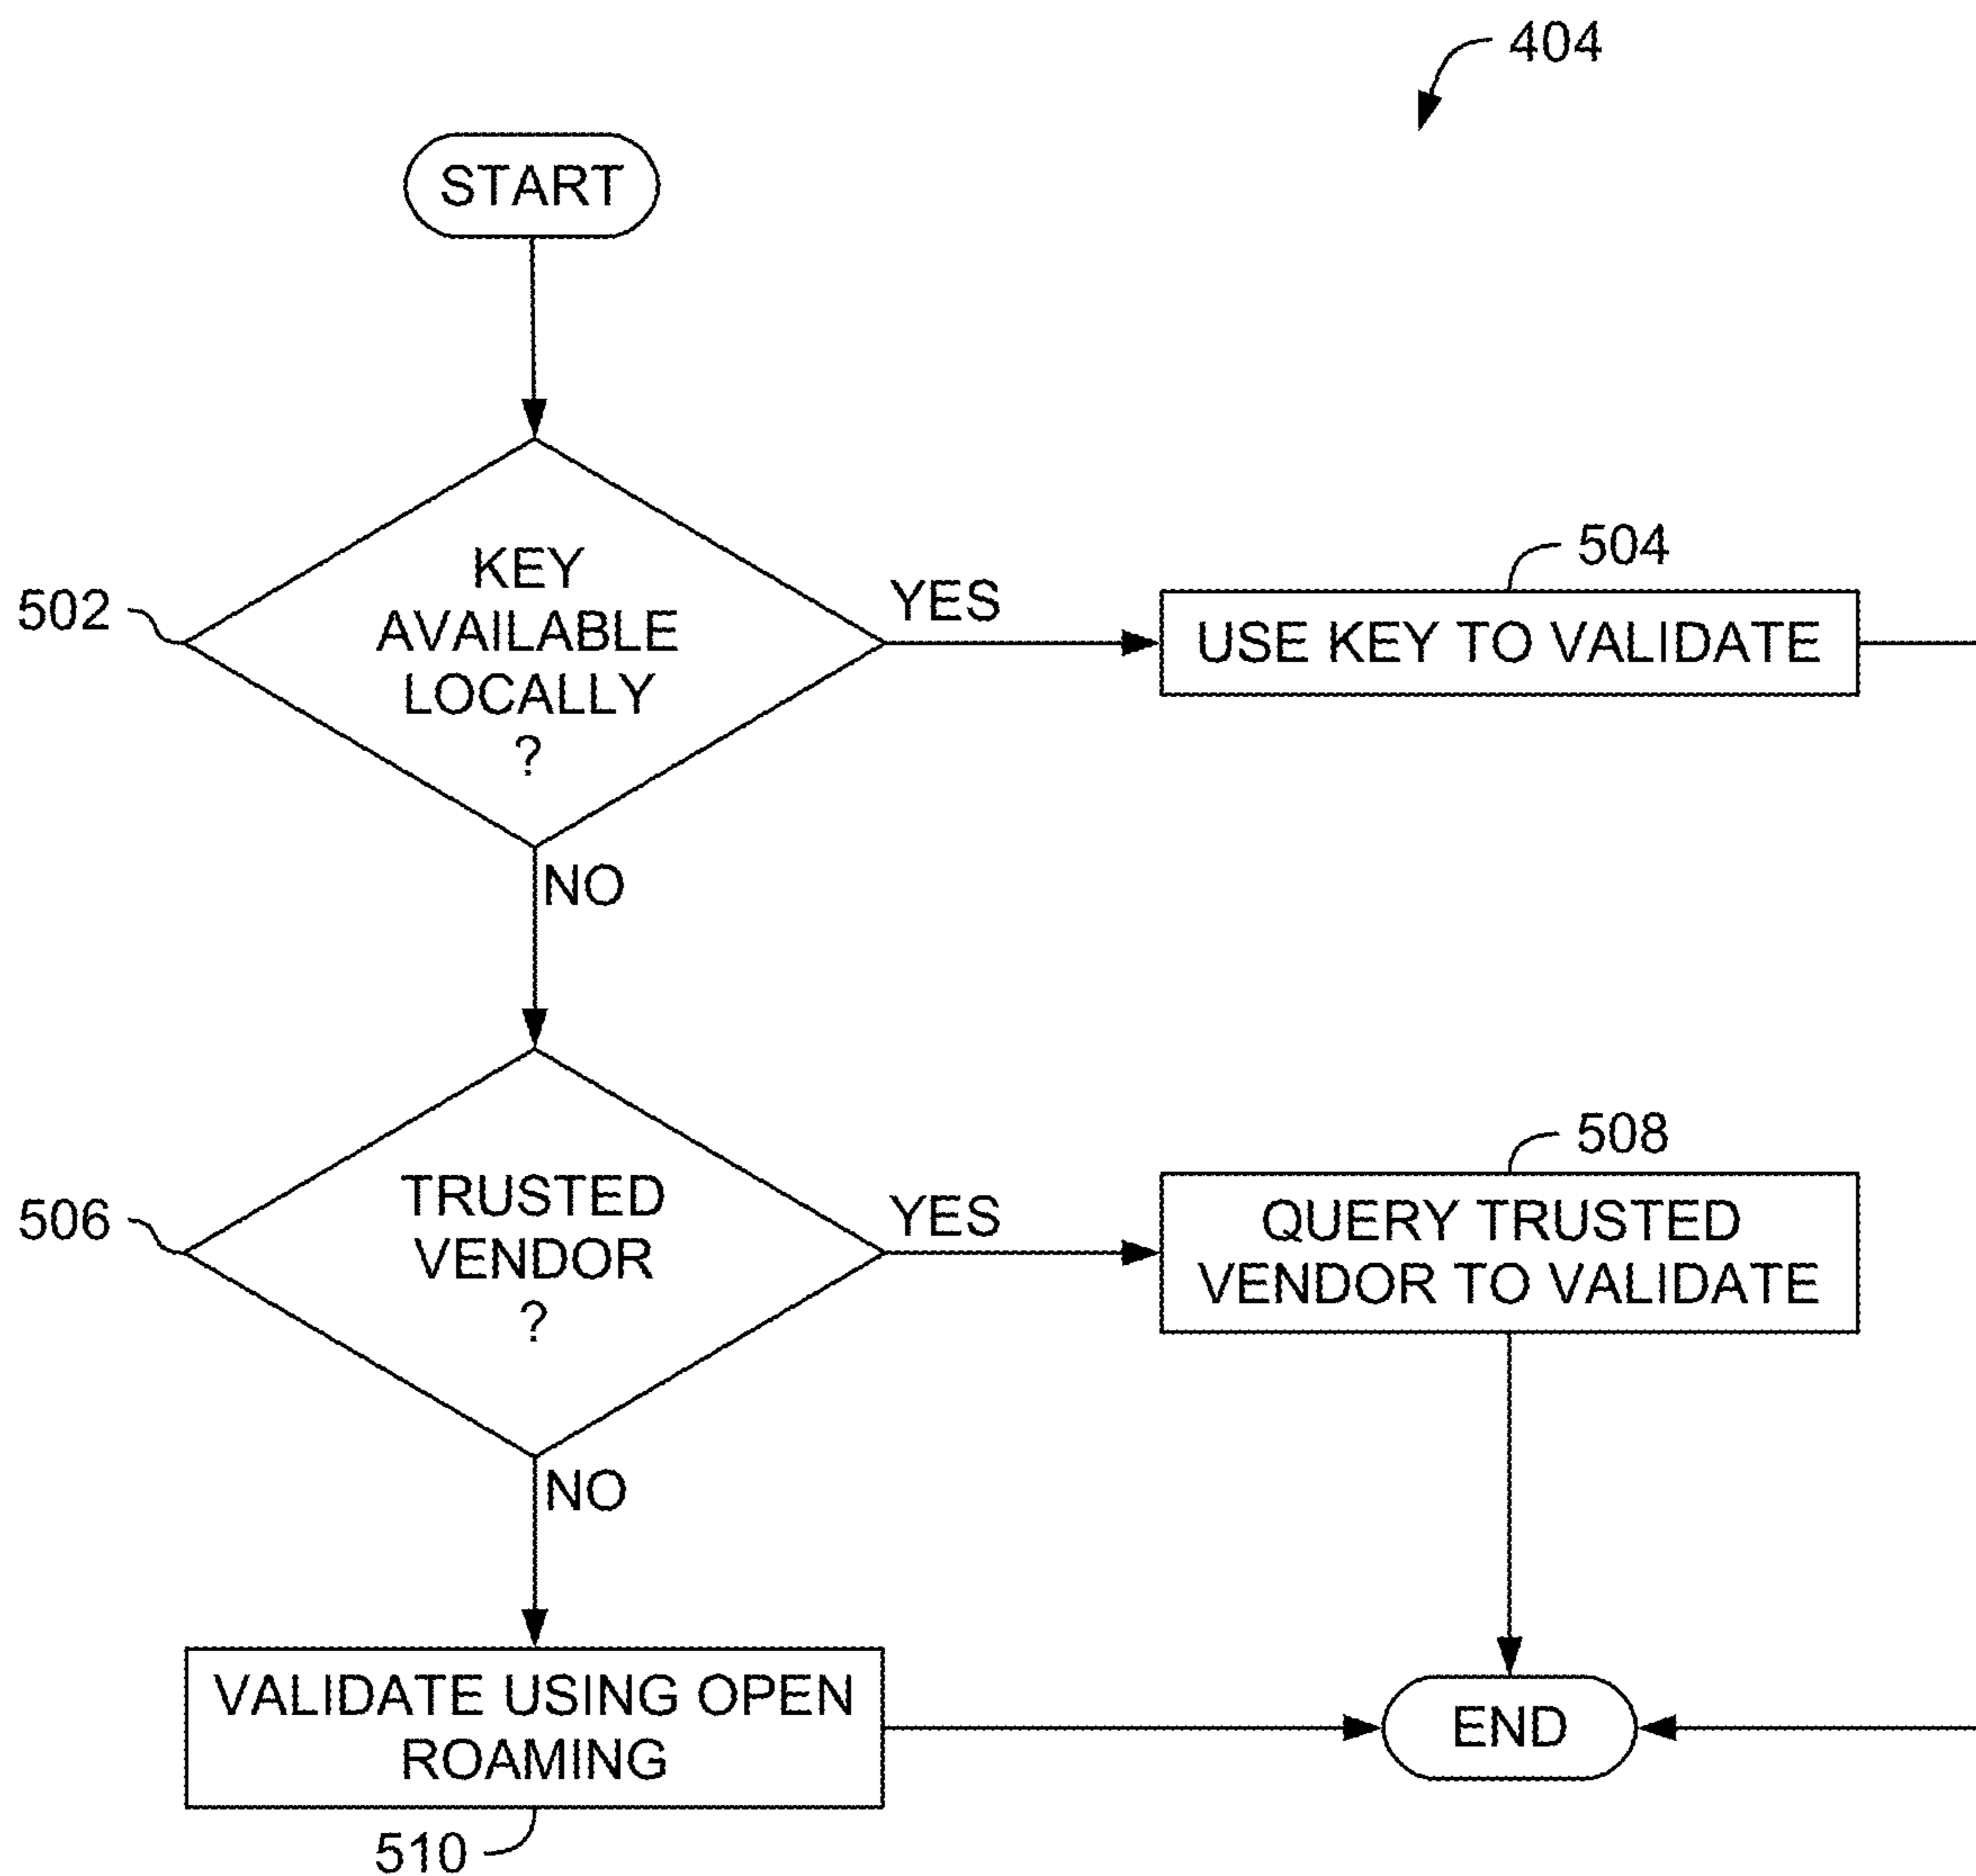 404
START
502
KEY
AVAILABLE
LOCALLY
?
YES
504
USE KEY TO VALIDATE
NO
506
TRUSTED
VENDOR
?
YES
508
QUERY TRUSTED
VENDOR TO VALIDATE
NO
VALIDATE USING OPEN
ROAMING
510
END